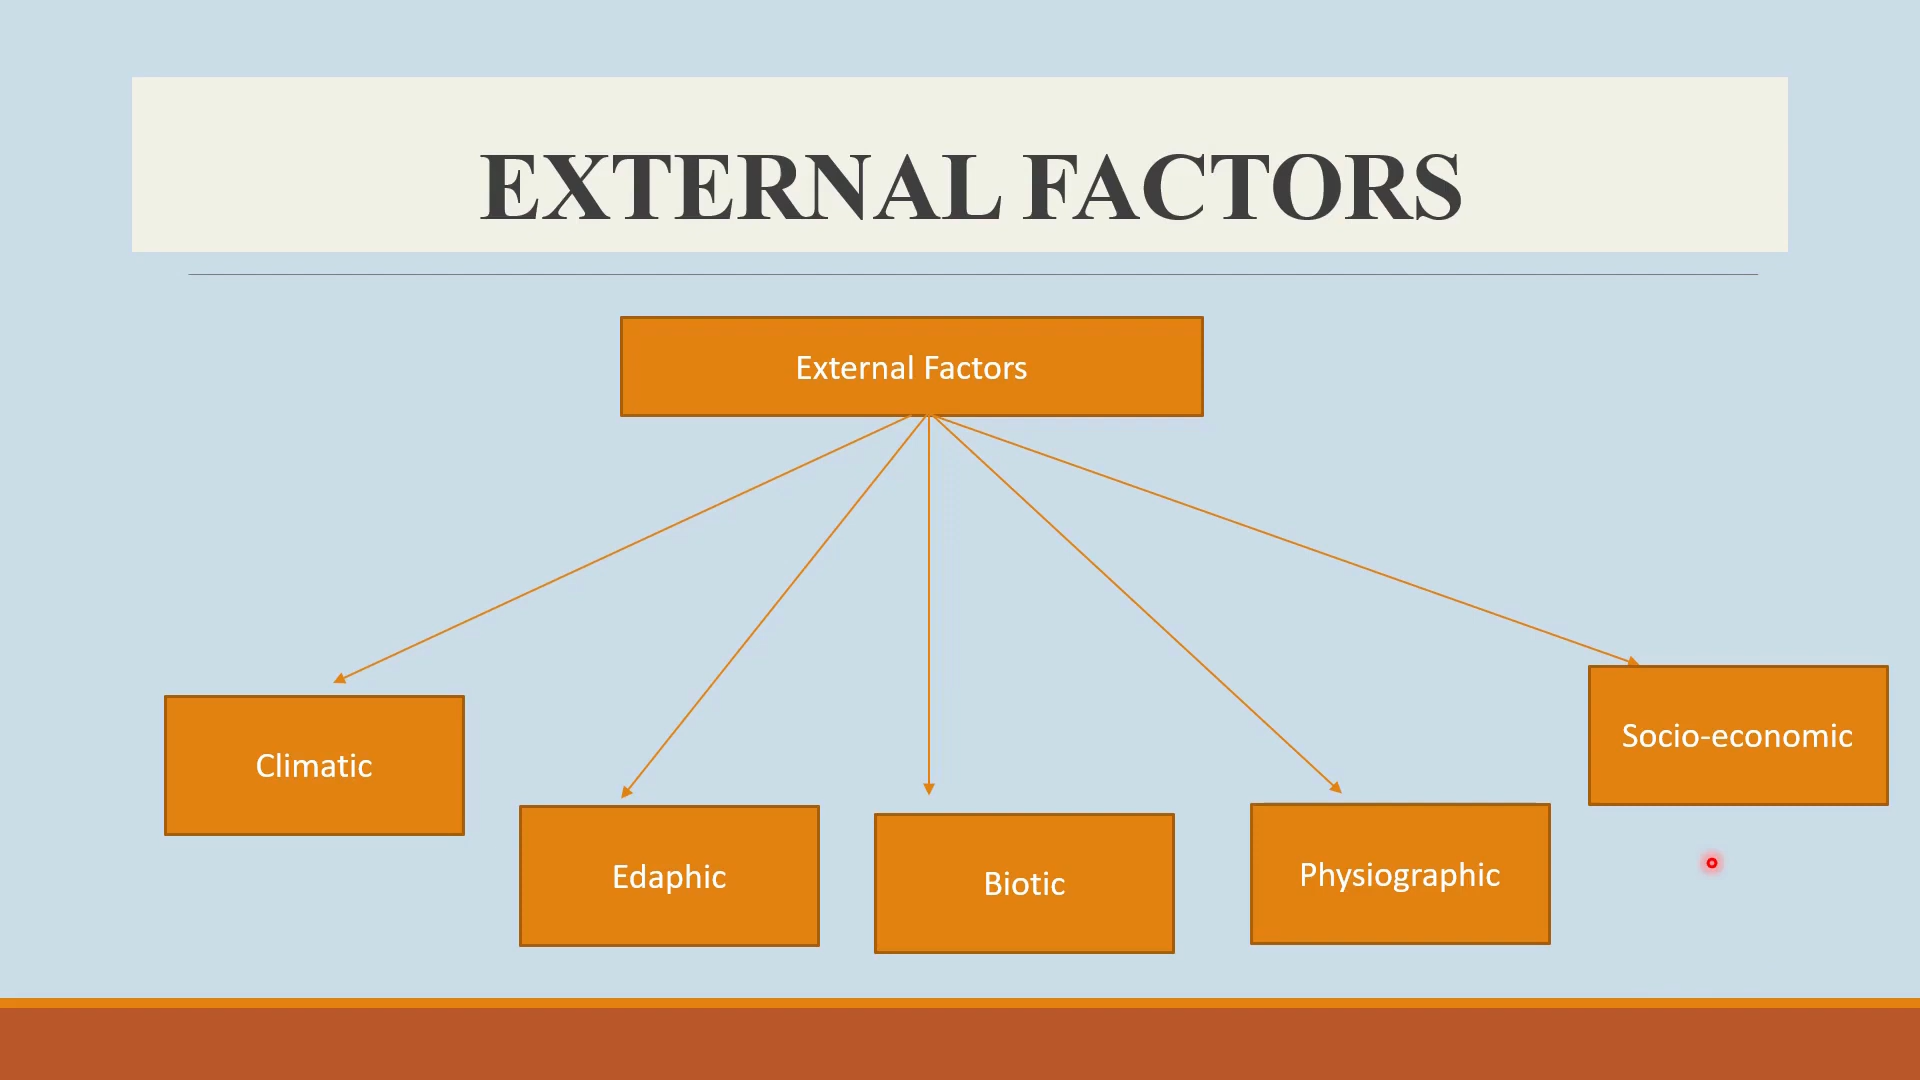 EXTERNAL FACTORS
External Factors
Climatic
Edaphic
Biotic
Physiographic
Socio-economic